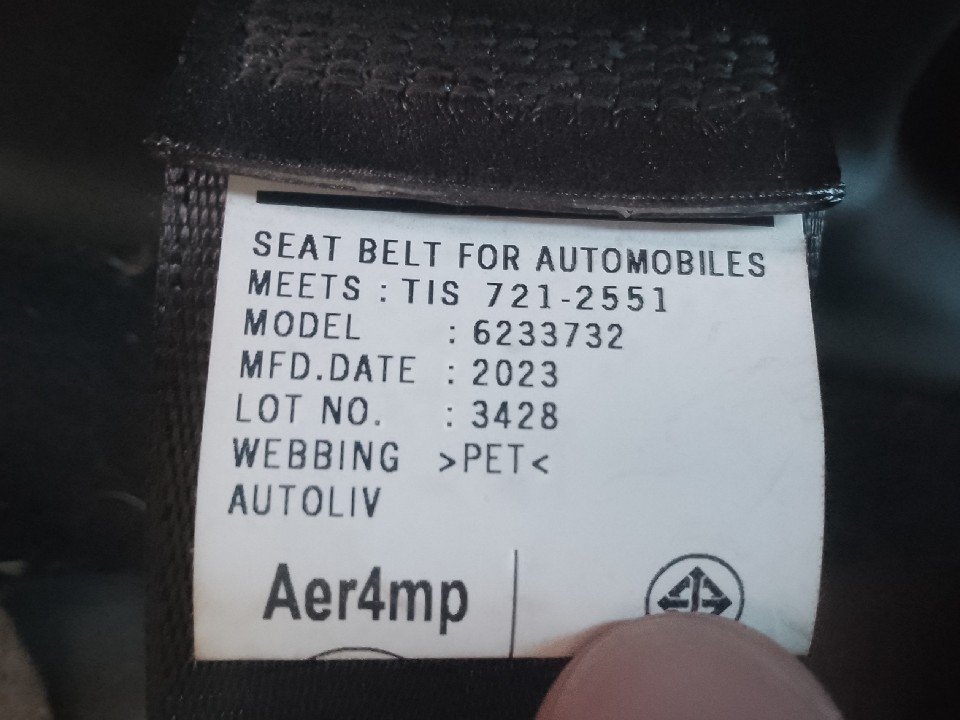 SEAT BELT FOR AUTOMOBILES
MEETS : TIS 721-2551
MODEL : 6233732
MFD.DATE : 2023
LOT NO. : 3428
WEBBING >PET<
AUTOLIV
Aer4mp